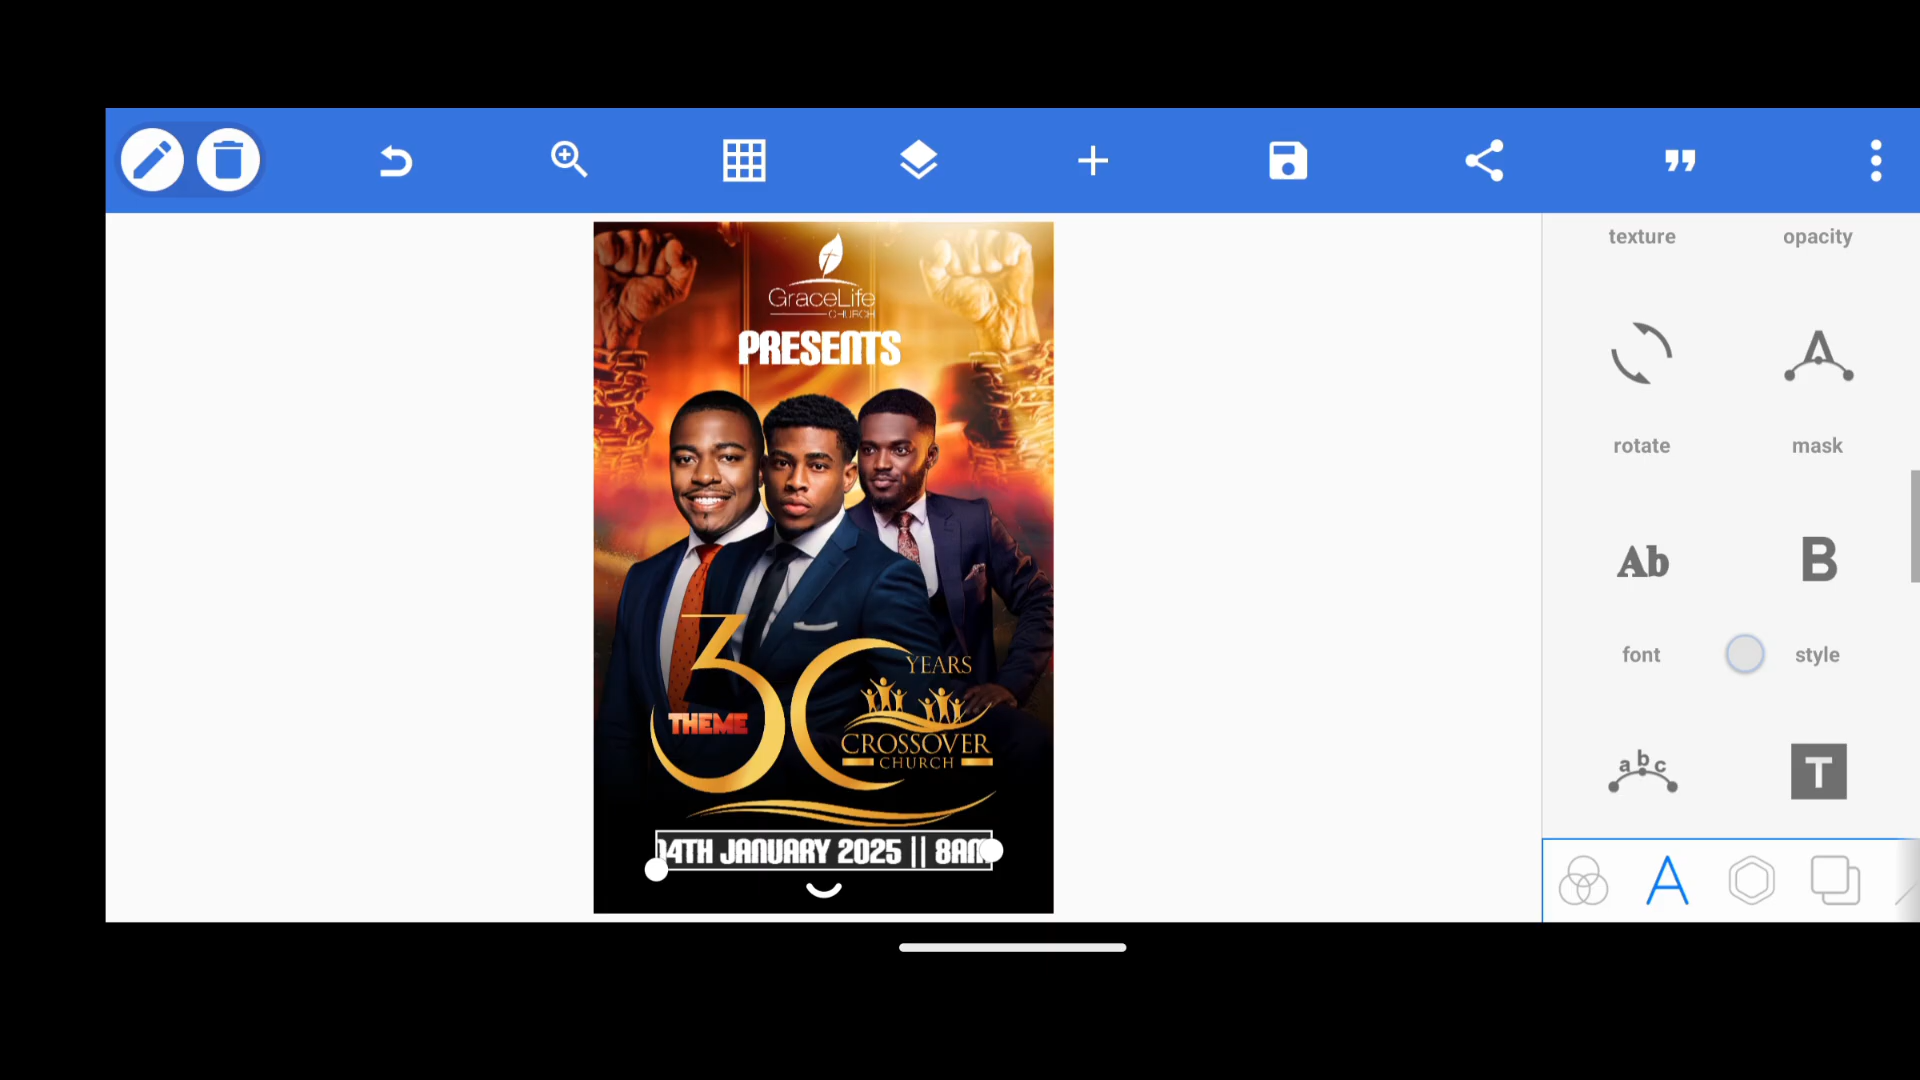 texture opacity
GraceLife
CHURCH
PRESENTS
rotate mask
Ab B
font style
30 YEARS
THEME
CROSSOVER
CHURCH
abc T
04TH JANUARY 2025 || 8AM
A